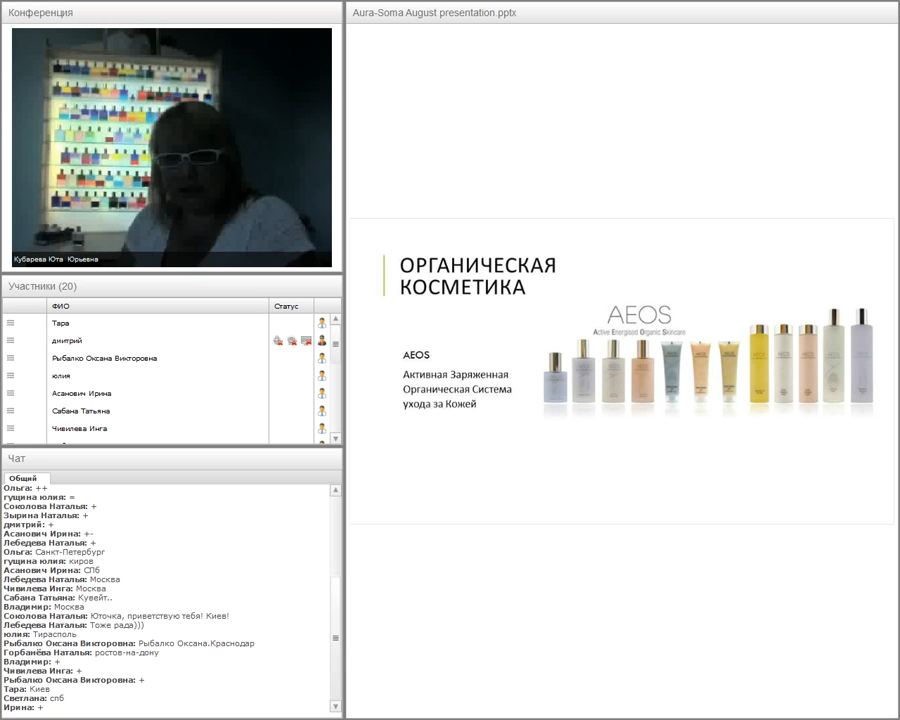 Конференция
Кубарева Юта Юрьевна
Участники (20)
ФИО
Статус
Тара
дмитрий
Рыбалко Оксана Викторовна
юлия
Асанович Ирина
Сабана Татьяна
Чивилева Инга
Чат
Общий
Ольга: ++
гущина юлия: =
Соколова Наталья: +
Зырина Наталья: +
дмитрий: +
Асанович Ирина: +-
Лебедева Наталья: +
Ольга: Санкт-Петербург
гущина юлия: киров
Асанович Ирина: СПб
Лебедева Наталья: Москва
Чивилева Инга: Москва
Сабана Татьяна: Кувейт..
Владимир: Москва
Соколова Наталья: Юточка, приветствую тебя! Киев!
Лебедева Наталья: Тоже рада)))
юлия: Тирасполь
Рыбалко Оксана Викторовна: Рыбалко Оксана.Краснодар
Горбанёва Наталья: ростов-на-дону
Владимир: +
Чивилева Инга: +
Рыбалко Оксана Викторовна: +
Тара: Киев
Светлана: спб
Ирина: +
Aura-Soma August presentation.pptx
ОРГАНИЧЕСКАЯ
КОСМЕТИКА
AEOS
Active Energised Organic Skincare
AEOS
Активная Заряженная
Органическая Система
ухода за Кожей